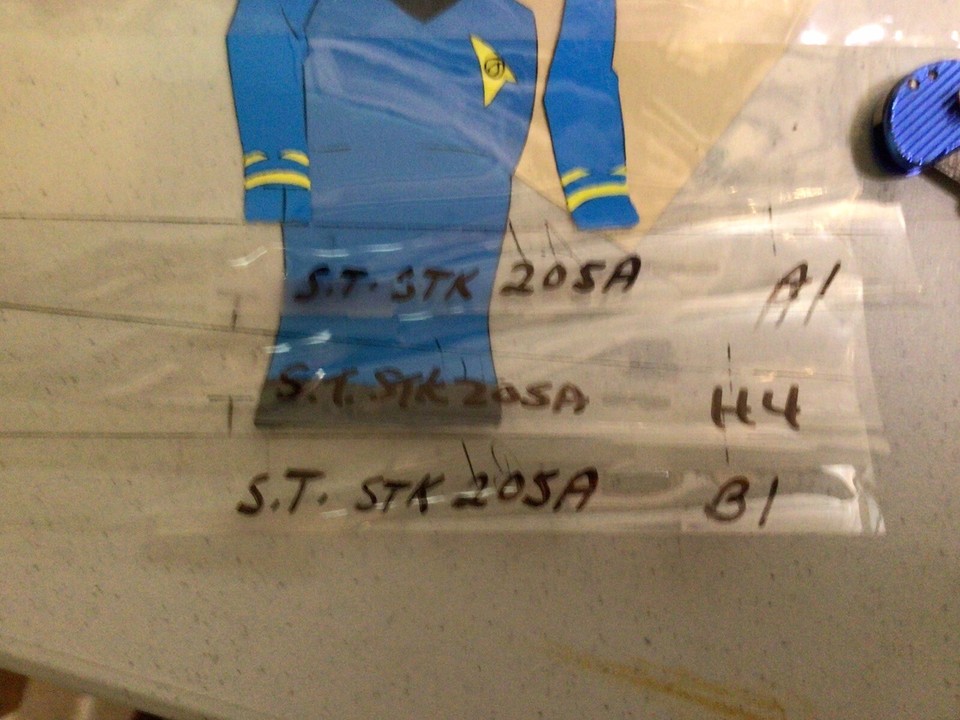 S.T. STK 205A A1
S.T. STK 205A H4
S.T. STK 205A B1